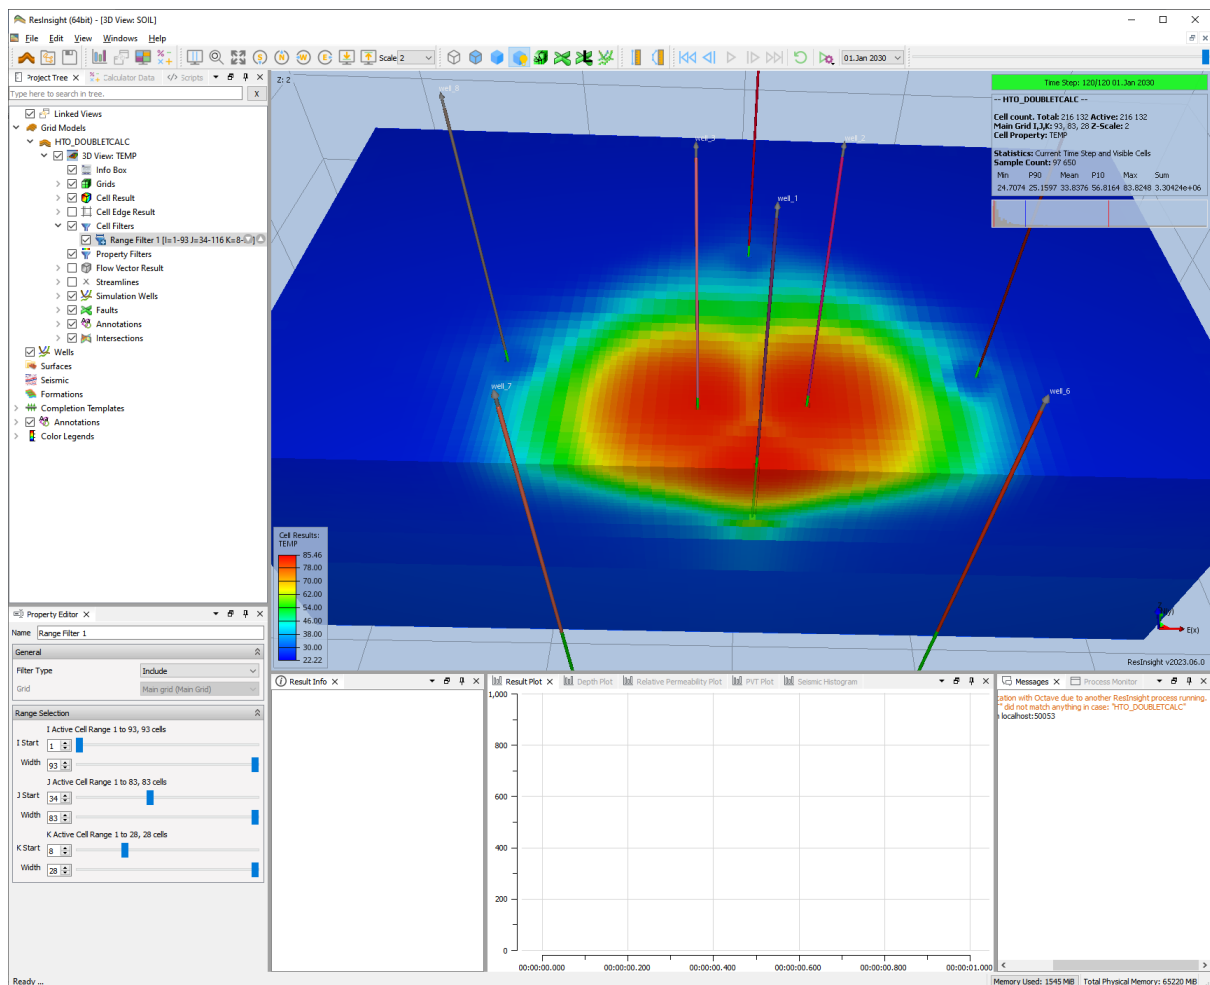 ResInsight (64bit) - [3D View: SOIL]
File Edit View Windows Help
Scale 2
01.Jan 2030
Project Tree
Calculator Data
Scripts
Type here to search in tree.
X
Linked Views
Grid Models
HTO_DOUBLETCALC
3D View: TEMP
Info Box
Grids
Cell Result
Cell Edge Result
Cell Filters
Range Filter 1 [I=1-93 J=34-116 K=8-
Property Filters
Flow Vector Result
Streamlines
Simulation Wells
Faults
Annotations
Intersections
Wells
Surfaces
Seismic
Formations
Completion Templates
Annotations
Color Legends
Property Editor
Name Range Filter 1
General
Filter Type Include
Grid Main grid (Main Grid)
Range Selection
I Active Cell Range 1 to 93, 93 cells
I Start 1
Width 93
J Active Cell Range 1 to 83, 83 cells
J Start 34
Width 83
K Active Cell Range 1 to 28, 28 cells
K Start 8
Width 28
Z: 2
well_3
well_2
well_1
well_7
well_6
Time Step: 120/120 01.Jan 2030
-- HTO_DOUBLETCALC --
Cell count. Total: 216 132 Active: 216 132
Main Grid I,J,K: 93, 83, 28 Z-Scale: 2
Cell Property: TEMP
Statistics: Current Time Step and Visible Cells
Sample Count: 97 650
Min P90 Mean P10 Max Sum
24.7074 25.1597 33.8376 56.8164 83.8248 3.30424e+06
Cell Results:
TEMP
85.46
78.00
70.00
62.00
54.00
46.00
38.00
30.00
22.22
E(x)
ResInsight v2023.06.0
Result Info
Result Plot
Depth Plot
Relative Permeability Plot
PVT Plot
Seismic Histogram
1,000
800
600
400
200
0
00:00:00.000 00:00:00.200 00:00:00.400 00:00:00.600 00:00:00.800 00:00:01.000
Messages
Process Monitor
cation with Octave due to another ResInsight process running.
" did not match anything in case: "HTO_DOUBLETCALC"
localhost:50053
Ready ...
Memory Used: 1545 MiB
Total Physical Memory: 65220 MiB